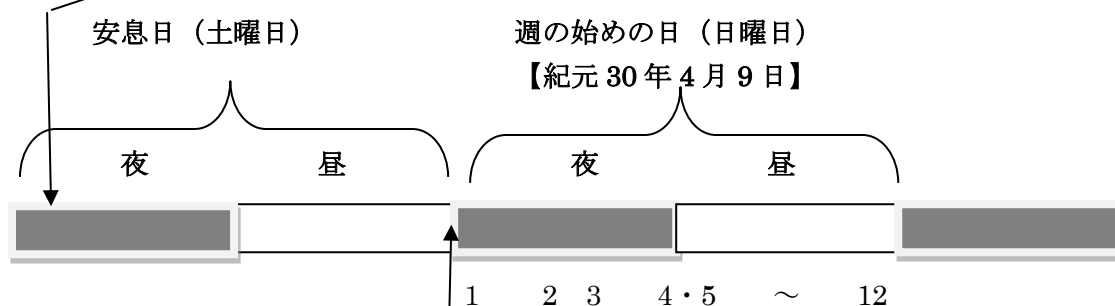 安息日（土曜日） 週の始めの日（日曜日）
【紀元 30 年 4 月 9 日】
夜 昼 夜 昼
1 2 3 4・5 ～ 12